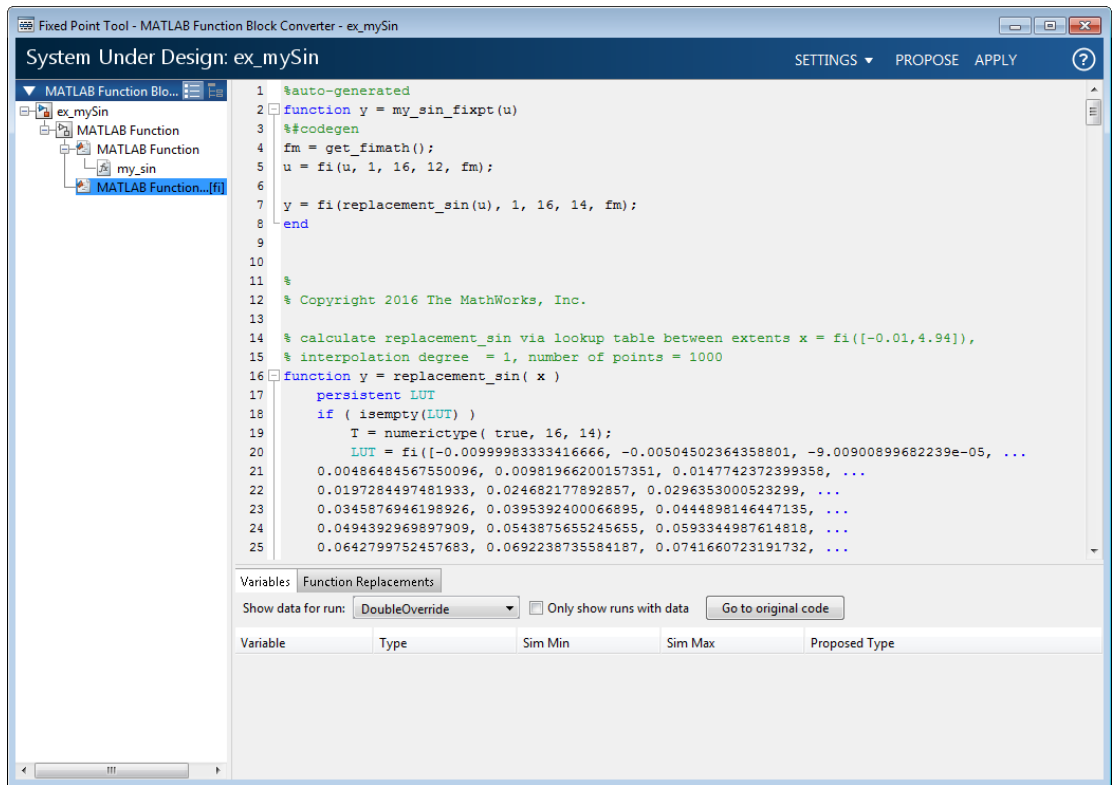 Fixed Point Tool - MATLAB Function Block Converter - ex_mySin
System Under Design: ex_mySin
SETTINGS PROPOSE APPLY ?
MATLAB Function Blo...
ex_mySin
MATLAB Function
MATLAB Function
my_sin
MATLAB Function...[fi]
1 %auto-generated
2 function y = my_sin_fixpt(u)
3 %#codegen
4 fm = get_fimath();
5 u = fi(u, 1, 16, 12, fm);
6
7 y = fi(replacement_sin(u), 1, 16, 14, fm);
8 end
9
10
11 %
12 % Copyright 2016 The MathWorks, Inc.
13
14 % calculate replacement_sin via lookup table between extents x = fi([-0.01,4.94]),
15 % interpolation degree  = 1, number of points = 1000
16 function y = replacement_sin( x )
17 persistent LUT
18 if ( isempty(LUT) )
19 T = numerictype( true, 16, 14);
20 LUT = fi([-0.00999983333416666, -0.00504502364358801, -9.00900899682239e-05, ...
21 0.00486484567550096, 0.00981966200157351, 0.0147742372399358, ...
22 0.0197284497481933, 0.024682177892857, 0.0296353000523299, ...
23 0.0345876946198926, 0.0395392400066895, 0.0444898146447135, ...
24 0.0494392969897909, 0.0543875655245655, 0.0593344987614818, ...
25 0.0642799752457683, 0.0692238735584187, 0.0741660723191732, ...
Variables Function Replacements
Show data for run: DoubleOverride Only show runs with data Go to original code
Variable Type Sim Min Sim Max Proposed Type